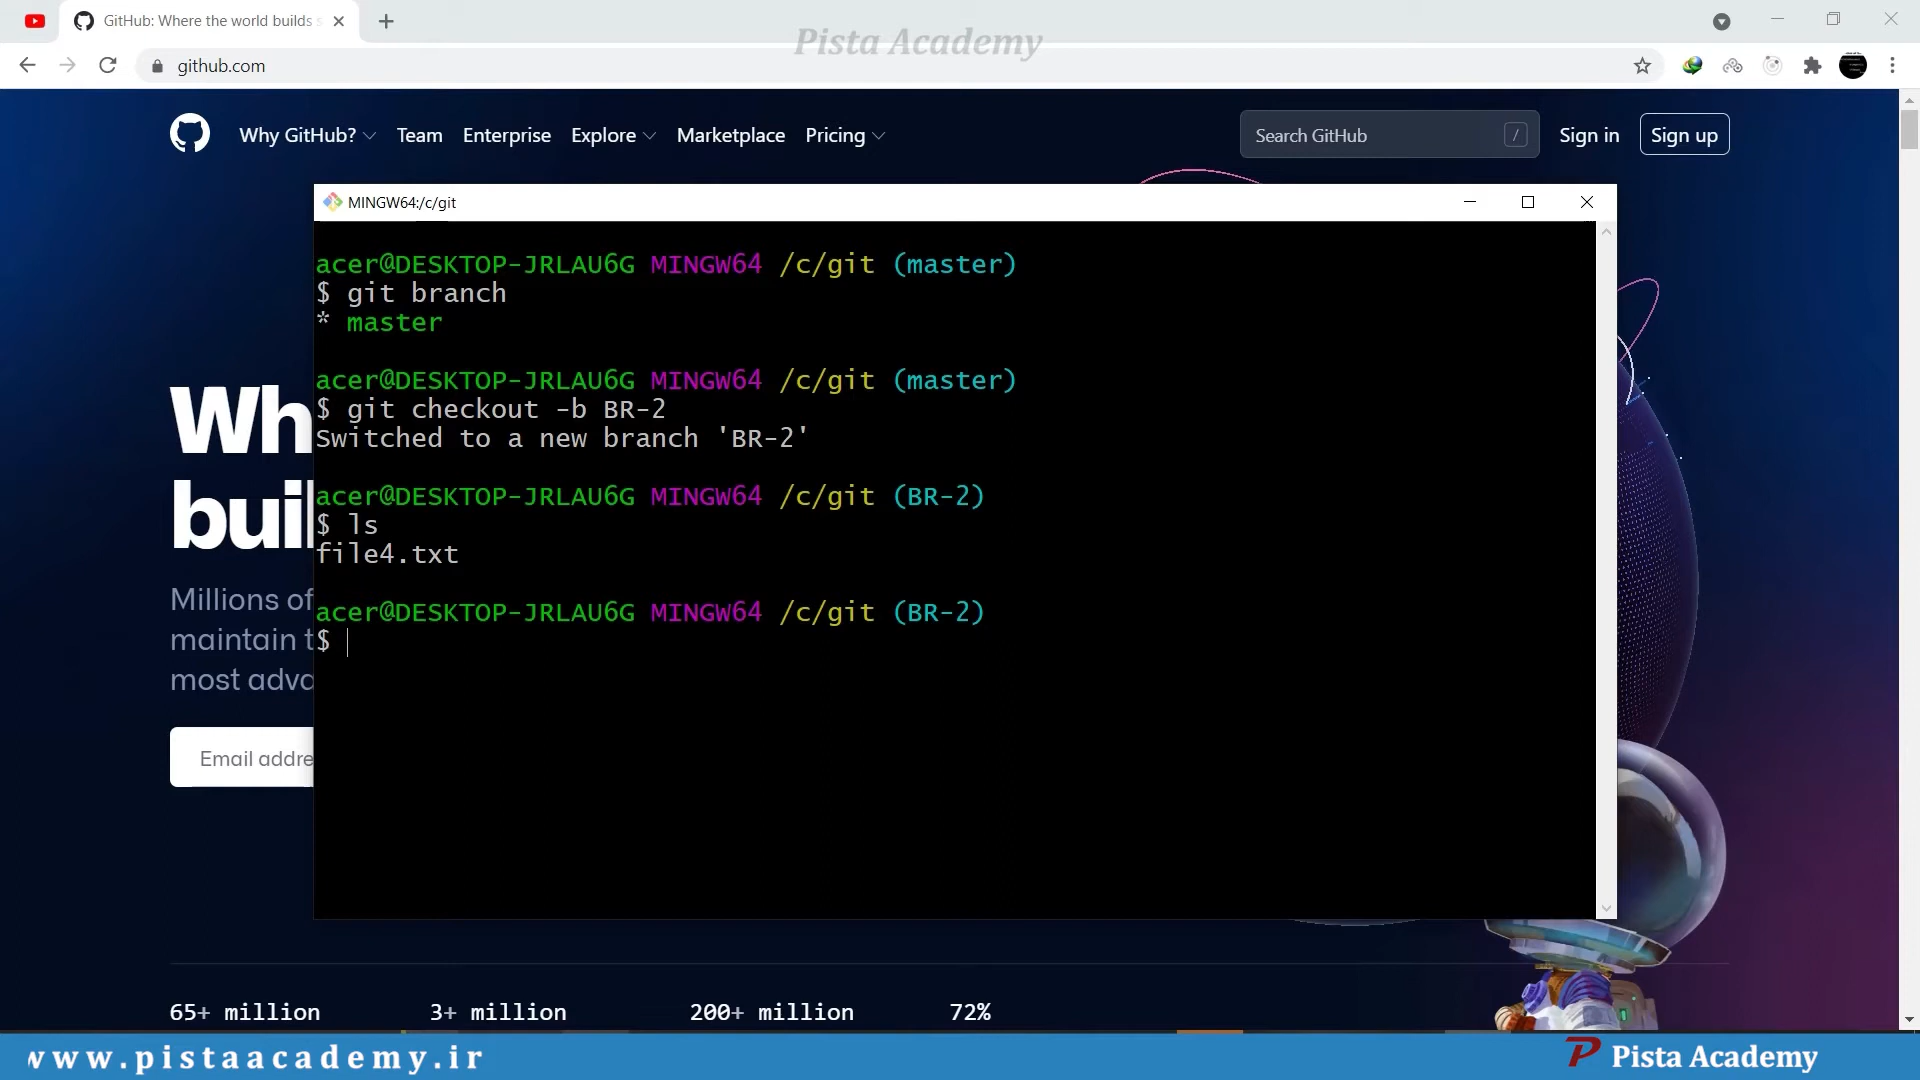 GitHub: Where the world builds s
Pista Academy
github.com
Why GitHub? Team Enterprise Explore Marketplace Pricing Search GitHub / Sign in Sign up
MINGW64:/c/git
acer@DESKTOP-JRLAU6G MINGW64 /c/git (master)
$ git branch
* master
acer@DESKTOP-JRLAU6G MINGW64 /c/git (master)
$ git checkout -b BR-2
Switched to a new branch 'BR-2'
acer@DESKTOP-JRLAU6G MINGW64 /c/git (BR-2)
$ ls
file4.txt
acer@DESKTOP-JRLAU6G MINGW64 /c/git (BR-2)
$
Wh
buil
Millions of
maintain t
most adva
Email addre
65+ million 3+ million 200+ million 72%
www.pistaacademy.ir
Pista Academy